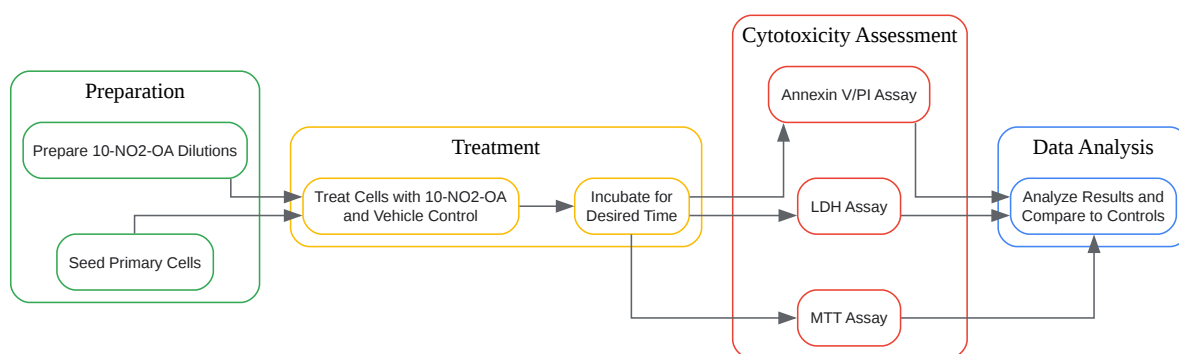 Preparation
Prepare 10-NO2-OA Dilutions
Seed Primary Cells
Treatment
Treat Cells with 10-NO2-OA
and Vehicle Control
Incubate for
Desired Time
Cytotoxicity Assessment
Annexin V/PI Assay
LDH Assay
MTT Assay
Data Analysis
Analyze Results and
Compare to Controls